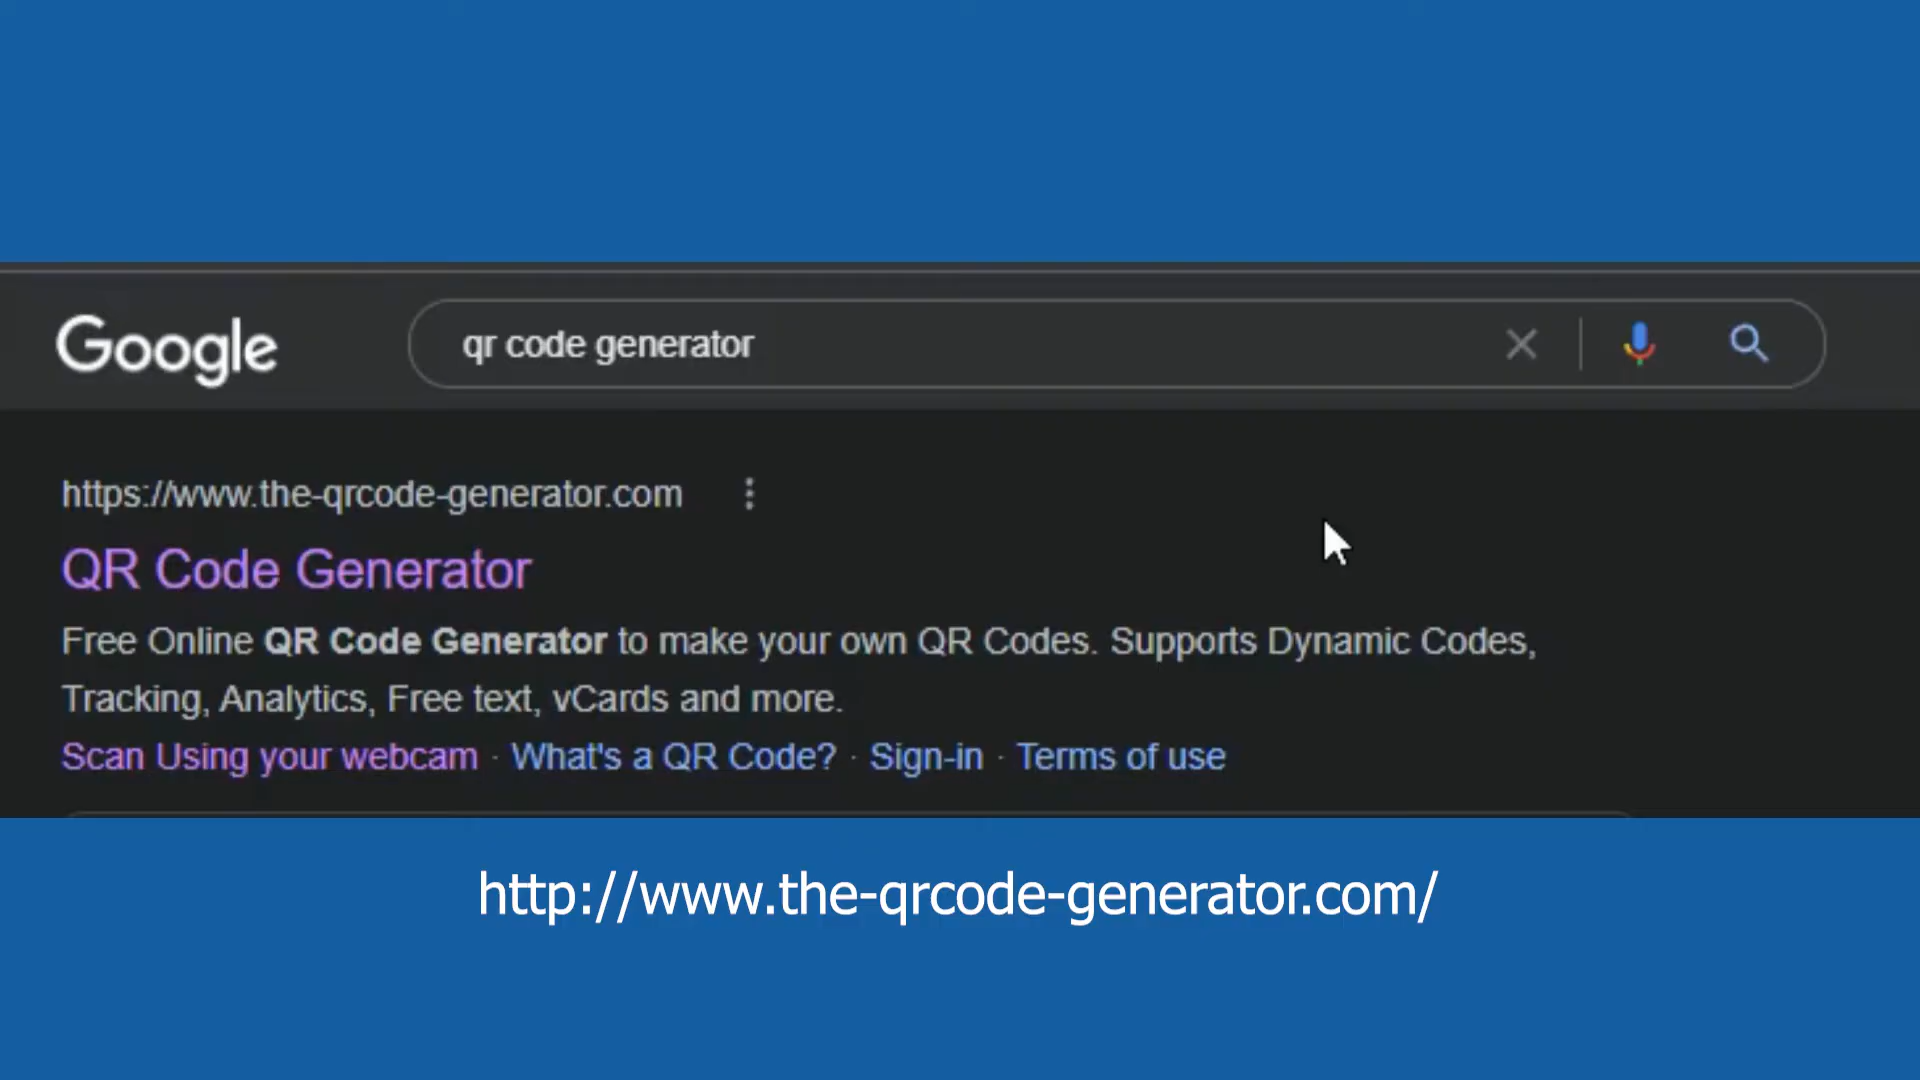 Google
qr code generator
https://www.the-qrcode-generator.com
QR Code Generator
Free Online QR Code Generator to make your own QR Codes. Supports Dynamic Codes,
Tracking, Analytics, Free text, vCards and more.
Scan Using your webcam · What's a QR Code? · Sign-in · Terms of use
http://www.the-qrcode-generator.com/